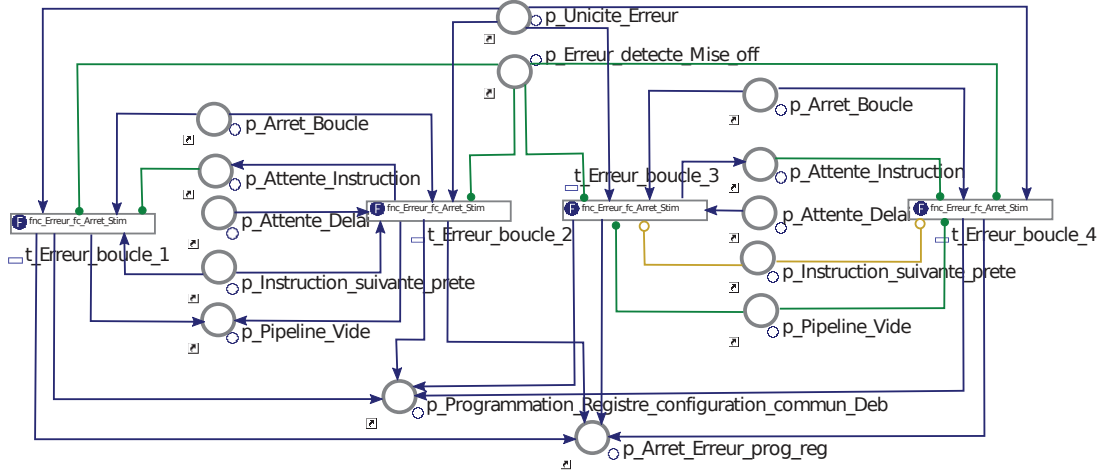 p_Unicite_Erreur
p_Erreur_detecte_Mise_off
p_Arret_Boucle
p_Arret_Boucle
p_Attente_Instruction
t_Erreur_boucle_3
p_Attente_Instruction
F fnc_Erreur_fc_Arret_Stim
p_Attente_Delai
F fnc_Erreur_fc_Arret_Stim
F fnc_Erreur_fc_Arret_Stim
p_Attente_Delai
F fnc_Erreur_fc_Arret_Stim
t_Erreur_boucle_1
t_Erreur_boucle_2
t_Erreur_boucle_4
p_Instruction_suivante_prete
p_Instruction_suivante_prete
p_Pipeline_Vide
p_Pipeline_Vide
p_Programmation_Registre_configuration_commun_Deb
p_Arret_Erreur_prog_reg